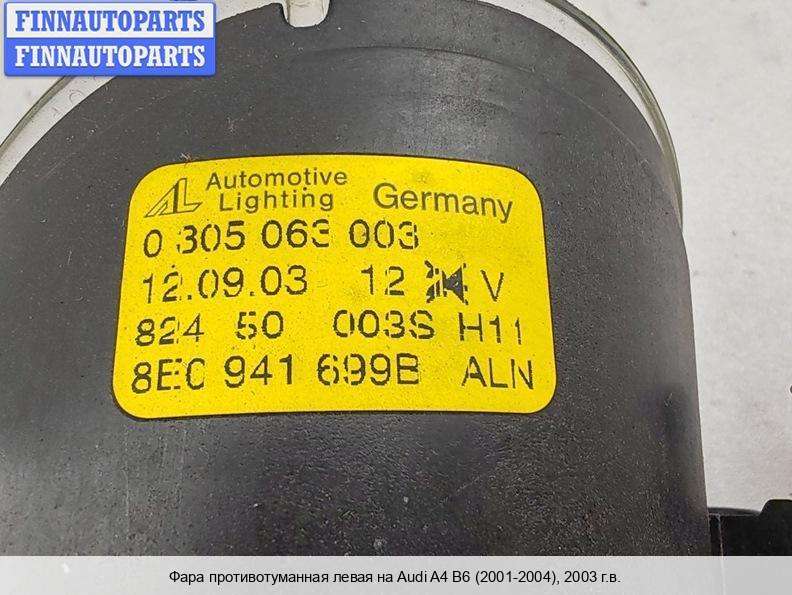 FINNAUTOPARTS
FINNAUTOPARTS
AL Automotive Lighting Germany
0 305 063 003
12.09.03 12 V
824 50 003S H11
8E0 941 699B ALN
Фара противотуманная левая на Audi A4 B6 (2001-2004), 2003 г.в.